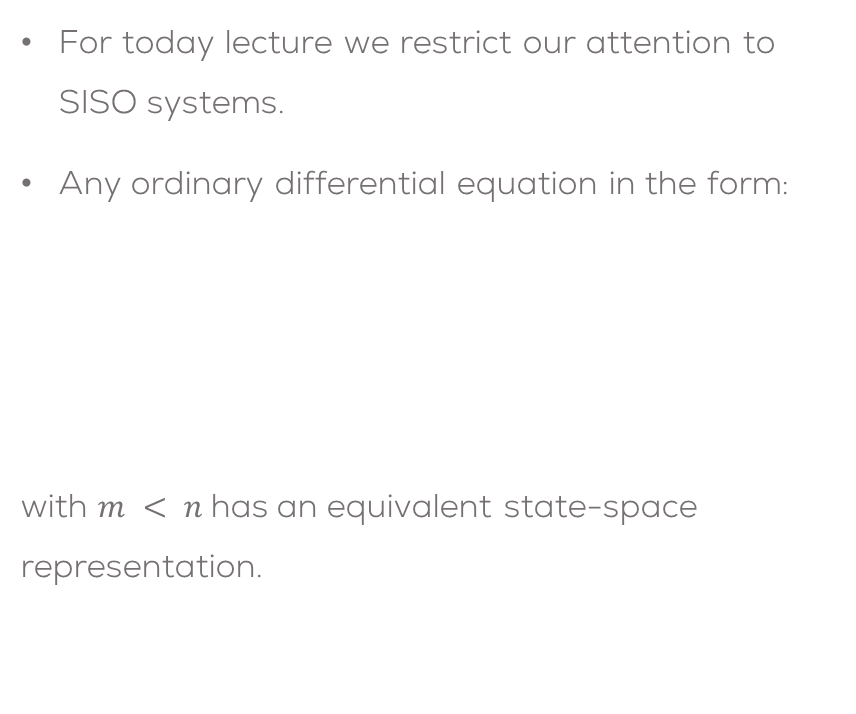 • For today lecture we restrict our attention to
SISO systems.
• Any ordinary differential equation in the form:
with m < n has an equivalent state-space
representation.